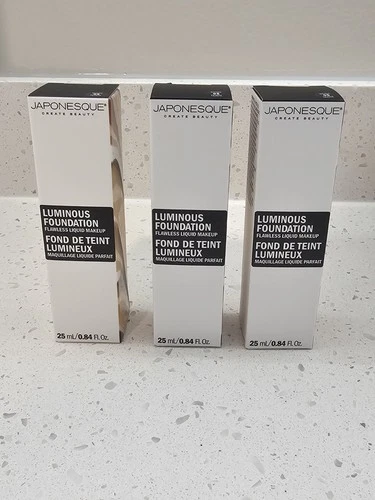 JAPONESQUE®
CREATE BEAUTY
LUMINOUS
FOUNDATION
FLAWLESS LIQUID MAKEUP
FOND DE TEINT
LUMINEUX
MAQUILLAGE LIQUIDE PARFAIT
25 mL/0.84 Fl. Oz.
JAPONESQUE®
CREATE BEAUTY
LUMINOUS
FOUNDATION
FLAWLESS LIQUID MAKEUP
FOND DE TEINT
LUMINEUX
MAQUILLAGE LIQUIDE PARFAIT
25 mL/0.84 Fl. Oz.
JAPONESQUE®
CREATE BEAUTY
LUMINOUS
FOUNDATION
FLAWLESS LIQUID MAKEUP
FOND DE TEINT
LUMINEUX
MAQUILLAGE LIQUIDE PARFAIT
25 mL/0.84 Fl. Oz.